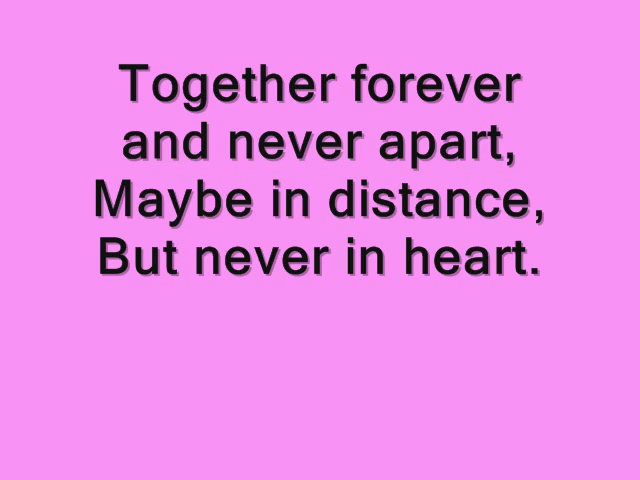 Together forever
and never apart,
Maybe in distance,
But never in heart.